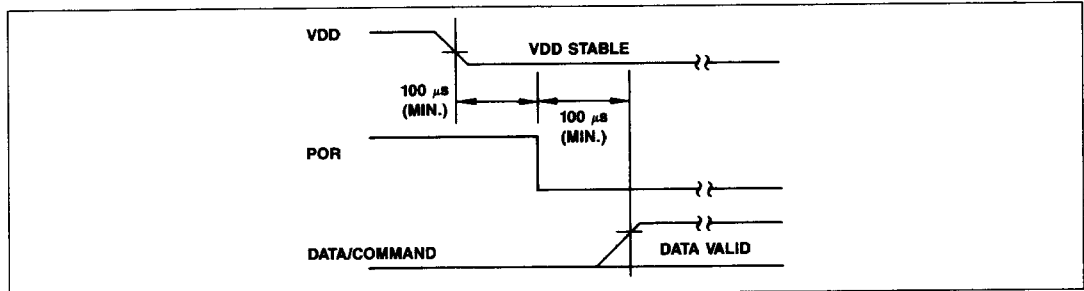 VDD
VDD STABLE
100 μs
(MIN.)
100 μs
(MIN.)
POR
DATA/COMMAND
DATA VALID